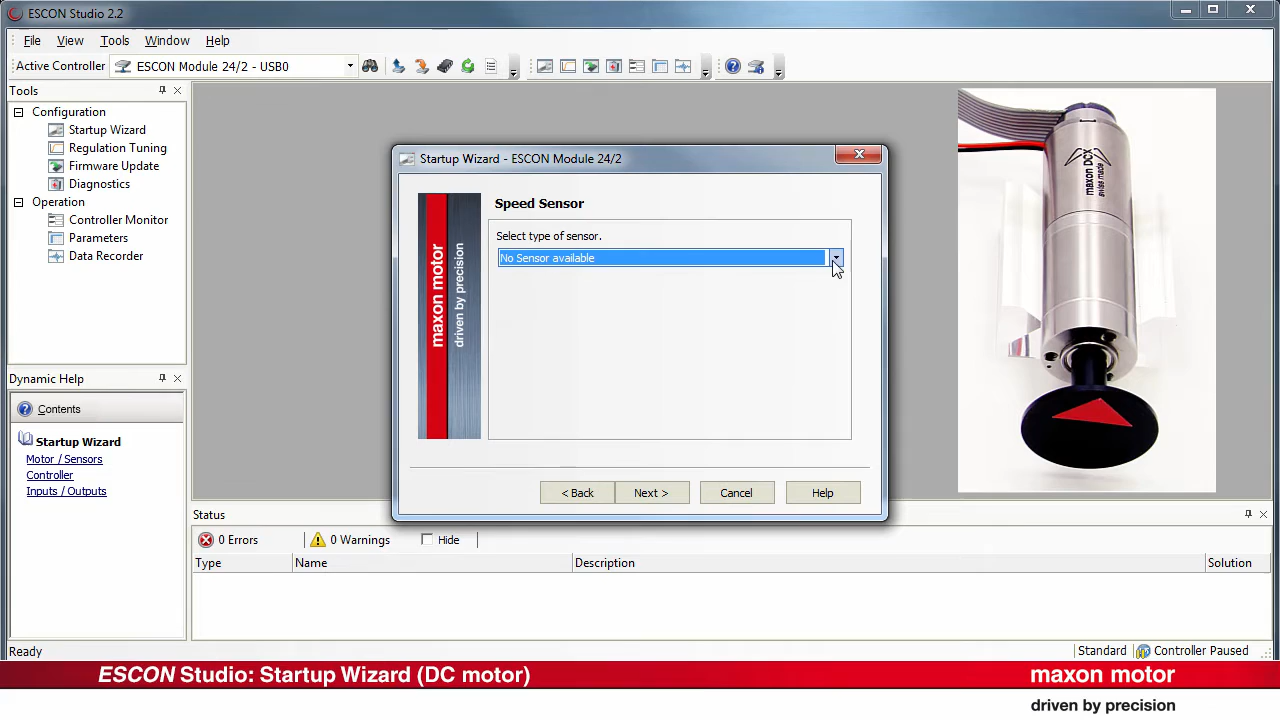 ESCON Studio 2.2
File View Tools Window Help
Active Controller ESCON Module 24/2 - USB0
Tools
Configuration
Startup Wizard
Regulation Tuning
Firmware Update
Diagnostics
Operation
Controller Monitor
Parameters
Data Recorder
Dynamic Help
Contents
Startup Wizard
Motor / Sensors
Controller
Inputs / Outputs
Startup Wizard - ESCON Module 24/2
maxon motor
driven by precision
Speed Sensor
Select type of sensor.
No Sensor available
< Back Next > Cancel Help
maxon DCX
swiss made
Status
0 Errors 0 Warnings Hide
Type Name Description Solution
Ready Standard Controller Paused
ESCON Studio: Startup Wizard (DC motor) maxon motor
driven by precision